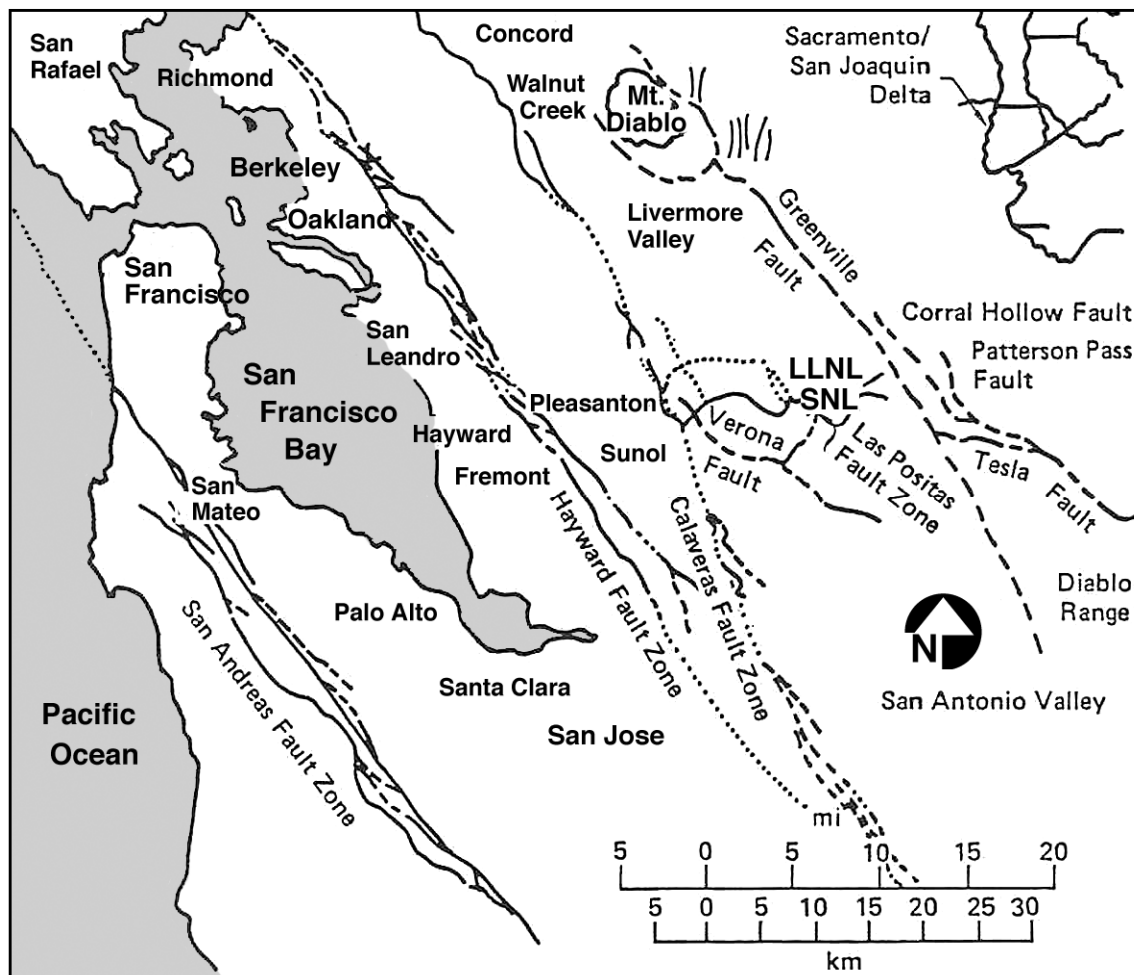 San
Rafael
Richmond
Concord
Walnut
Creek
Mt.
Diablo
Sacramento/
San Joaquin
Delta
Berkeley
Oakland
Livermore
Valley
Greenville
Fault
San
Francisco
San
Leandro
Corral Hollow Fault
Patterson Pass
Fault
LLNL
SNL
San
Francisco
Bay
Pleasanton
Hayward
Verona
Fault
Las Positas
Fault Zone
Tesla
Fault
Sunol
Fremont
San
Mateo
Hayward Fault Zone
Calaveras Fault Zone
Diablo
Range
Palo Alto
San Andreas Fault Zone
N
Santa Clara
San Antonio Valley
Pacific
Ocean
San Jose
mi
5 0 5 10 15 20
5 0 5 10 15 20 25 30
km